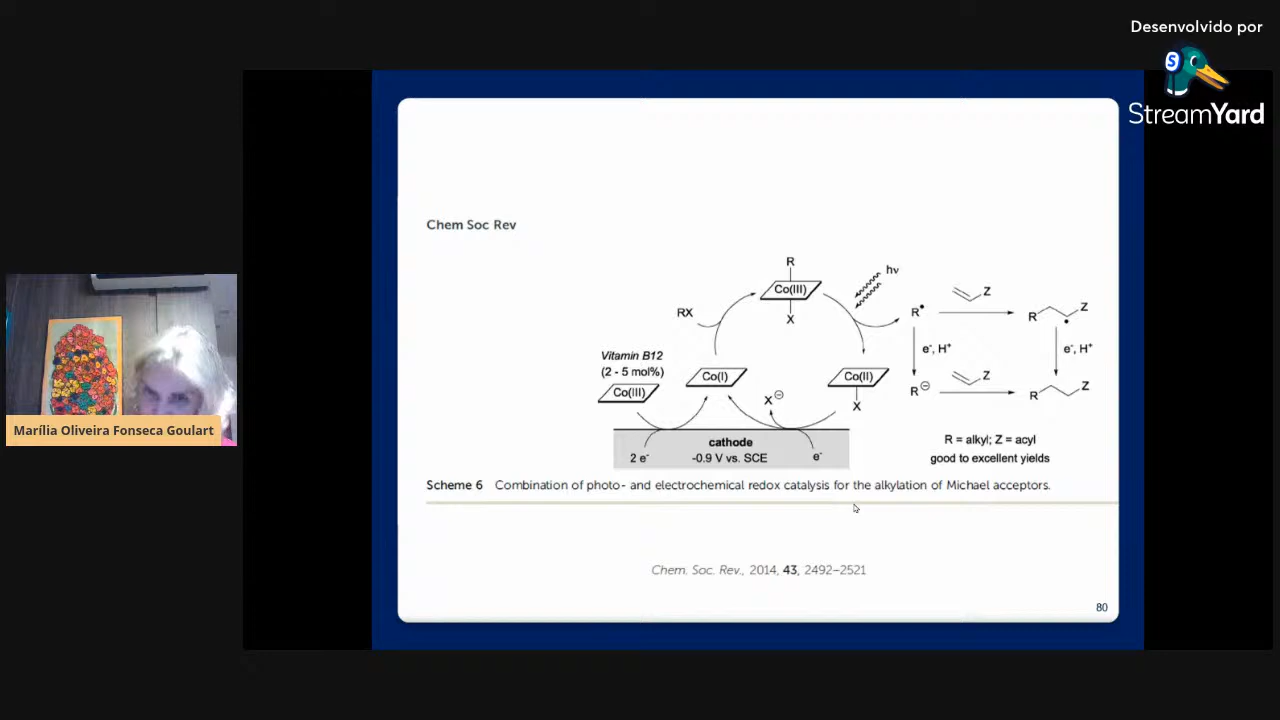 Desenvolvido por
S
StreamYard
Chem Soc Rev
R
Co(III)
X
hν
RX
R•
Z
R
Z
•
Vitamin B12
(2 - 5 mol%)
Co(III)
Co(I)
Co(II)
X
X⊖
e⁻, H⁺
e⁻, H⁺
R⊖
Z
R
Z
cathode
2 e⁻
-0.9 V vs. SCE
e⁻
R = alkyl; Z = acyl
good to excellent yields
Marília Oliveira Fonseca Goulart
Scheme 6 Combination of photo- and electrochemical redox catalysis for the alkylation of Michael acceptors.
Chem. Soc. Rev., 2014, 43, 2492–2521
80